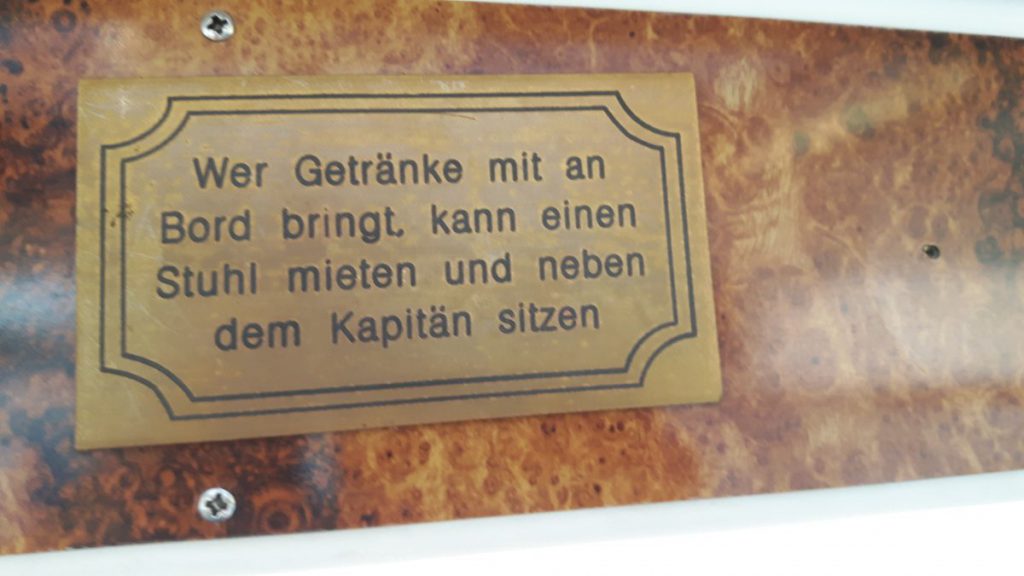 Wer Getränke mit an
Bord bringt, kann einen
Stuhl mieten und neben
dem Kapitän sitzen